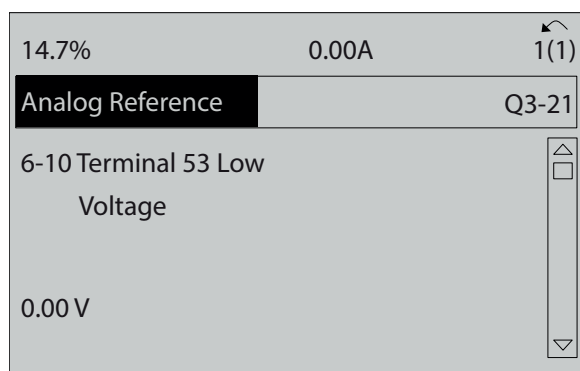 14.7% 0.00A 1(1)
Analog Reference Q3-21
6-10 Terminal 53 Low
Voltage
0.00 V